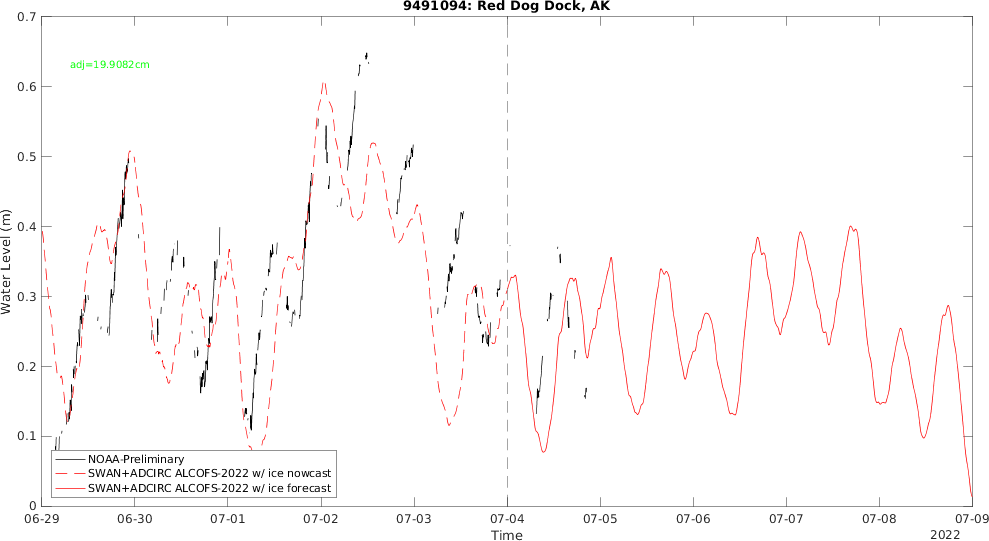 9491094: Red Dog Dock, AK
adj=19.9082cm
Water Level (m)
0.7
0.6
0.5
0.4
0.3
0.2
0.1
0
NOAA-Preliminary
SWAN+ADCIRC ALCOFS-2022 w/ ice nowcast
SWAN+ADCIRC ALCOFS-2022 w/ ice forecast
06-29 06-30 07-01 07-02 07-03 07-04 07-05 07-06 07-07 07-08 07-09
Time
2022